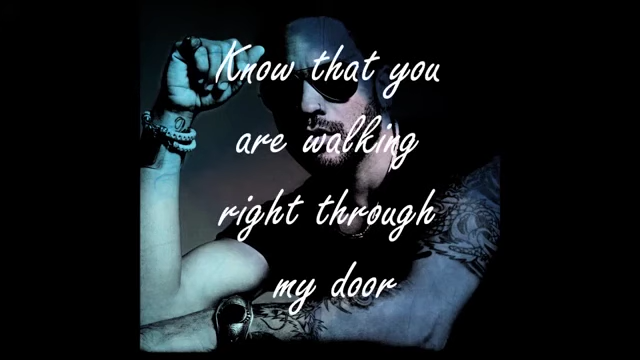 Know that you
are walking
right through
my door